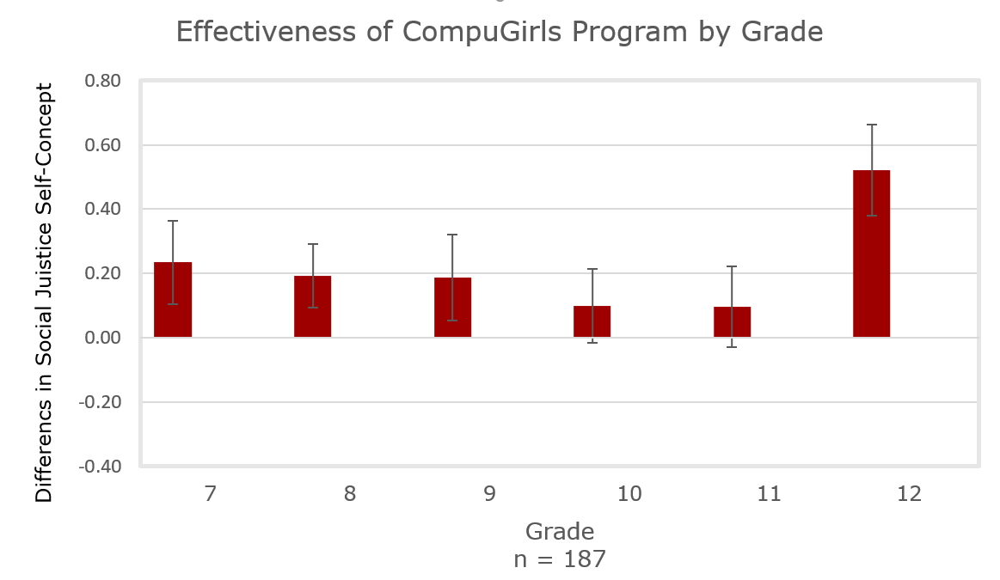 Effectiveness of CompuGirls Program by Grade
Differencs in Social Juistice Self-Concept
0.80
0.60
0.40
0.20
0.00
-0.20
-0.40
7 8 9 10 11 12
Grade
n = 187